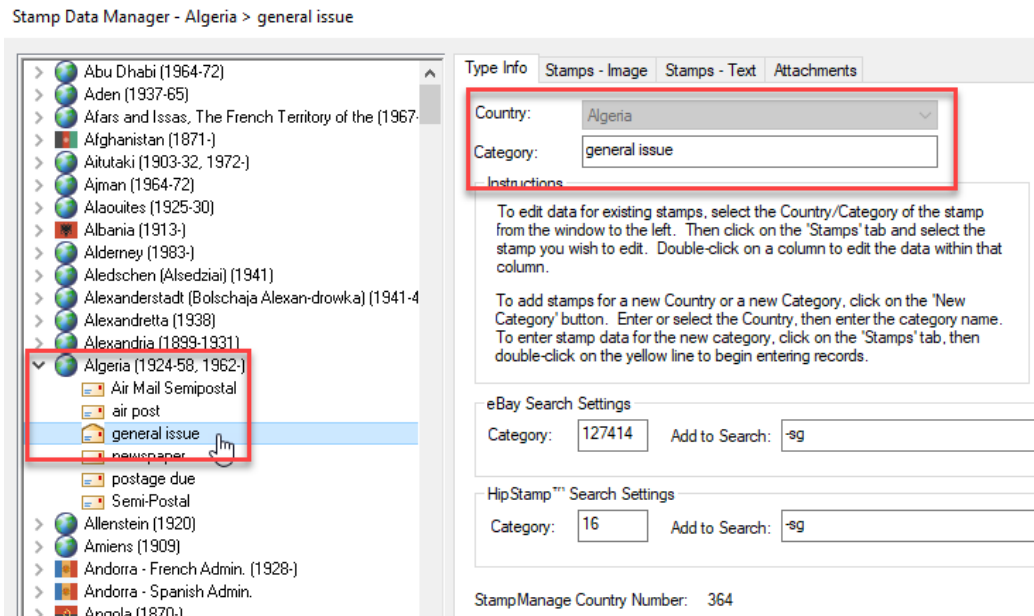 Stamp Data Manager - Algeria > general issue
Abu Dhabi (1964-72)
Aden (1937-65)
Afars and Issas, The French Territory of the (1967-
Afghanistan (1871-)
Aitutaki (1903-32, 1972-)
Ajman (1964-72)
Alaouites (1925-30)
Albania (1913-)
Alderney (1983-)
Aledschen (Alsedziai) (1941)
Alexanderstadt (Bolschaja Alexan-drowka) (1941-4
Alexandretta (1938)
Alexandria (1899-1931)
Algeria (1924-58, 1962-)
Air Mail Semipostal
air post
general issue
newspaper
postage due
Semi-Postal
Allenstein (1920)
Amiens (1909)
Andorra - French Admin. (1928-)
Andorra - Spanish Admin.
Angola (1870-)
Type Info Stamps - Image Stamps - Text Attachments
Country: Algeria
Category: general issue
Instructions
To edit data for existing stamps, select the Country/Category of the stamp
from the window to the left. Then click on the 'Stamps' tab and select the
stamp you wish to edit. Double-click on a column to edit the data within that
column.
To add stamps for a new Country or a new Category, click on the 'New
Category' button. Enter or select the Country, then enter the category name.
To enter stamp data for the new category, click on the 'Stamps' tab, then
double-click on the yellow line to begin entering records.
eBay Search Settings
Category: 127414 Add to Search: -sg
HipStamp™ Search Settings
Category: 16 Add to Search: -sg
StampManage Country Number: 364